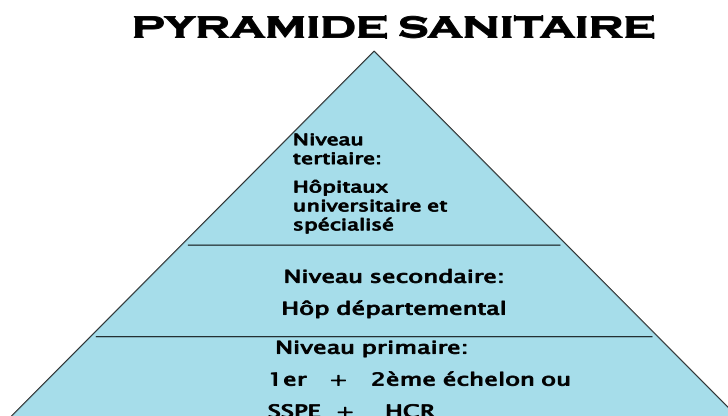 PYRAMIDE SANITAIRE
Niveau
tertiaire:
Hôpitaux
universitaire et
spécialisé
Niveau secondaire:
Hôp départemental
Niveau primaire:
1er + 2ème échelon ou
SSPE + HCR